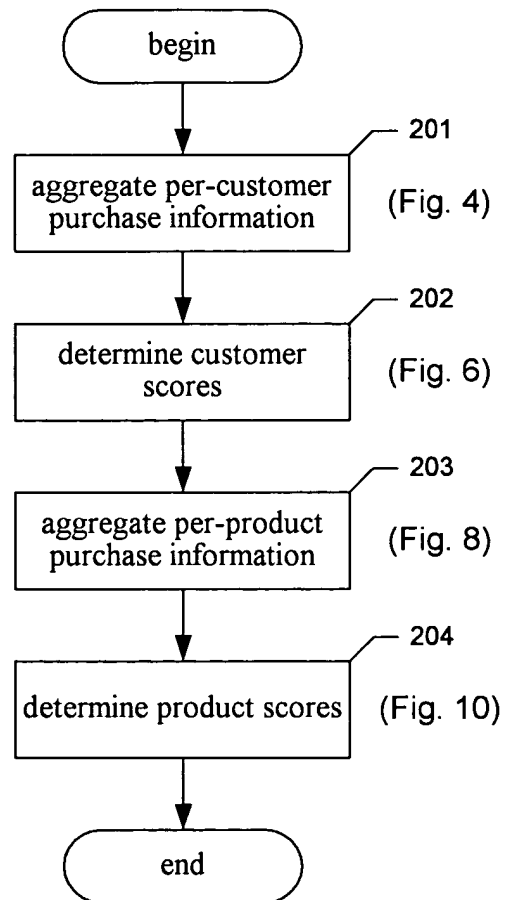 begin
201
aggregate per-customer
purchase information
(Fig. 4)
202
determine customer
scores
(Fig. 6)
203
aggregate per-product
purchase information
(Fig. 8)
204
determine product scores
(Fig. 10)
end